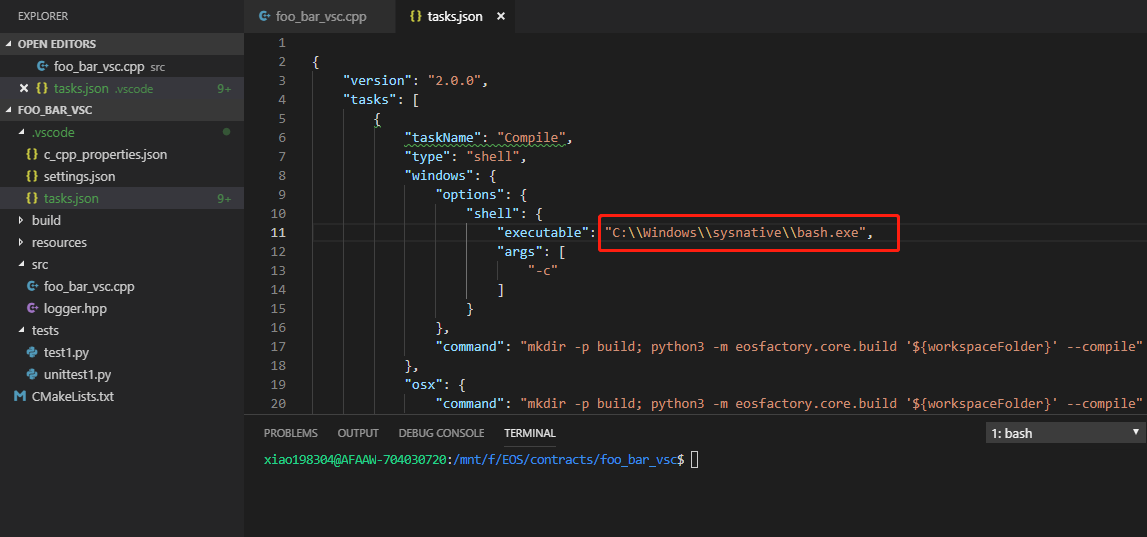 EXPLORER
OPEN EDITORS
foo_bar_vsc.cpp src
tasks.json .vscode 9+
FOO_BAR_VSC
.vscode
c_cpp_properties.json
settings.json
tasks.json 9+
build
resources
src
foo_bar_vsc.cpp
logger.hpp
tests
test1.py
unittest1.py
CMakeLists.txt
foo_bar_vsc.cpp
tasks.json
1
2 {
3 "version": "2.0.0",
4 "tasks": [
5 {
6 "taskName": "Compile",
7 "type": "shell",
8 "windows": {
9 "options": {
10 "shell": {
11 "executable": "C:\\Windows\\sysnative\\bash.exe",
12 "args": [
13 "-c"
14 ]
15 }
16 },
17 "command": "mkdir -p build; python3 -m eosfactory.core.build '${workspaceFolder}' --compile"
18 },
19 "osx": {
20 "command": "mkdir -p build; python3 -m eosfactory.core.build '${workspaceFolder}' --compile"
PROBLEMS OUTPUT DEBUG CONSOLE TERMINAL 1: bash
xiao198304@AFAAW-704030720:/mnt/f/EOS/contracts/foo_bar_vsc$